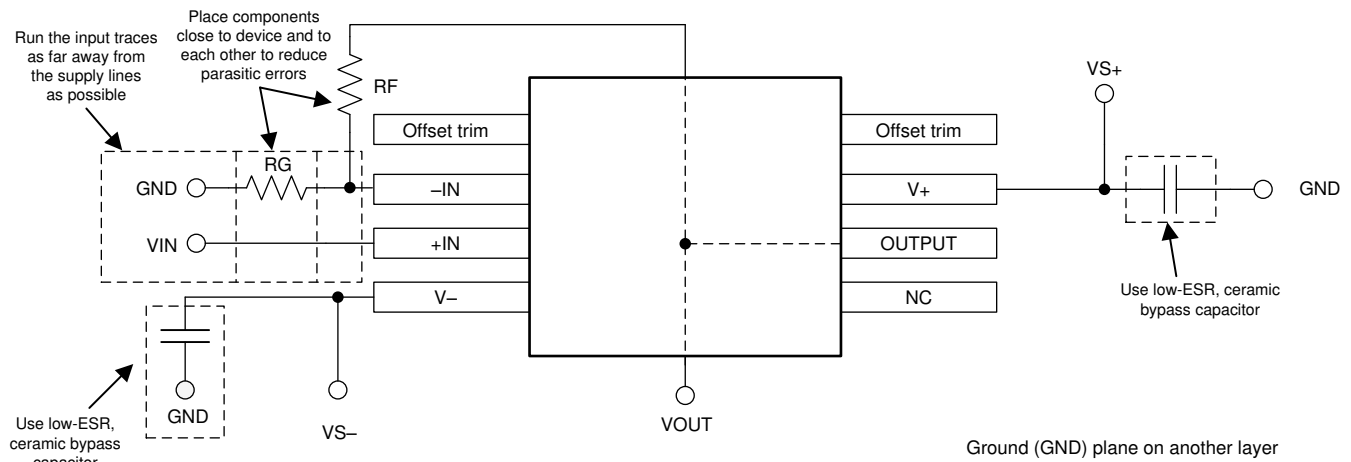 Run the input traces
as far away from
the supply lines
as possible
Place components
close to device and to
each other to reduce
parasitic errors
RF
VS+
Offset trim
Offset trim
RG
GND
–IN
V+
GND
VIN
+IN
OUTPUT
V–
NC
Use low-ESR, ceramic
bypass capacitor
GND
Use low-ESR,
ceramic bypass
capacitor
VS–
VOUT
Ground (GND) plane on another layer